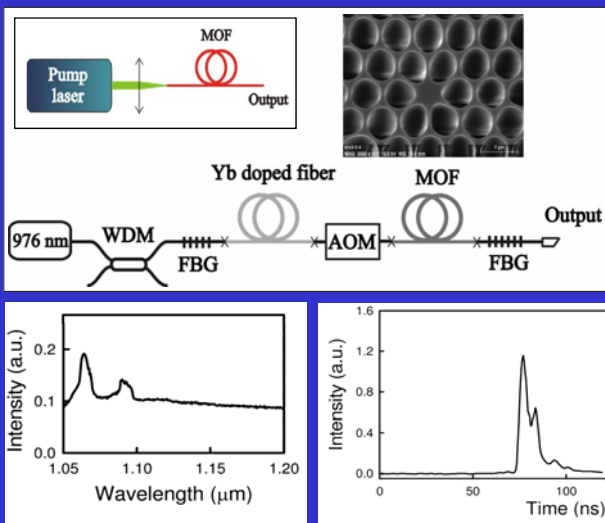 MOF
Pump
laser
Output
Yb doped fiber
MOF
Output
976 nm
WDM
FBG
AOM
FBG
Intensity (a.u.)
0.2
0.1
0.0
1.05
1.10
1.15
1.20
Wavelength (μm)
Intensity (a.u.)
1.6
1.2
0.8
0.4
0.0
0
50
100
Time (ns)